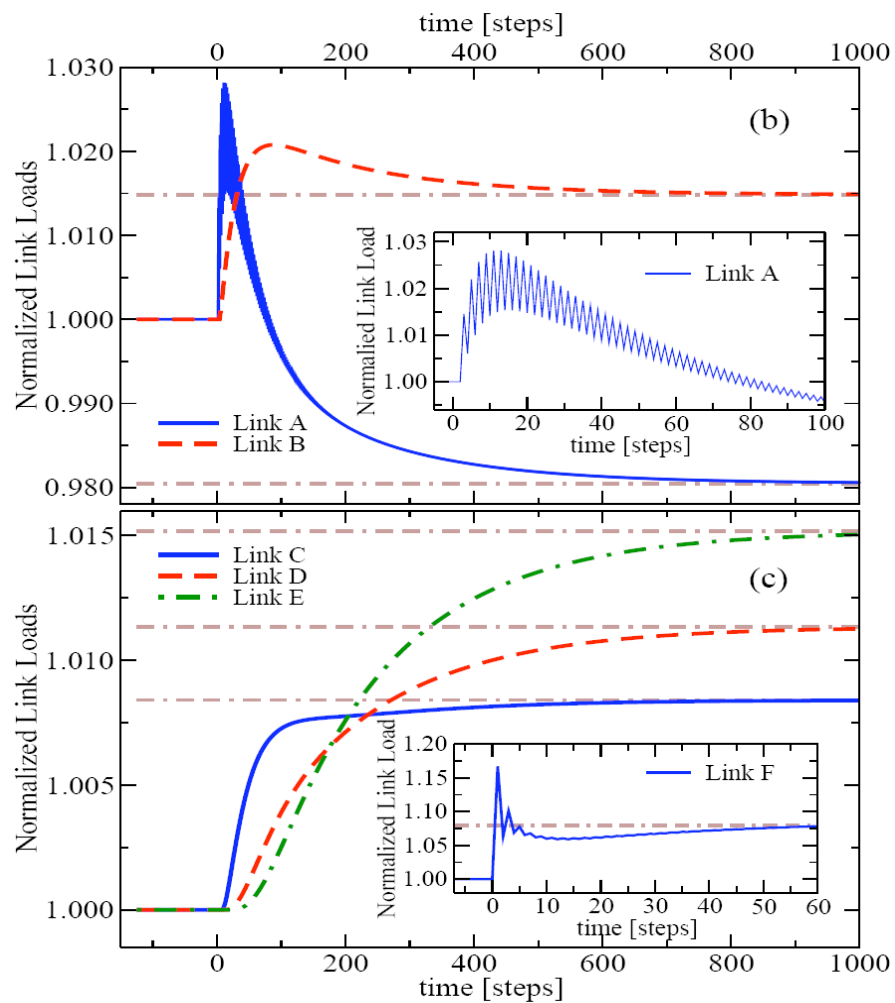 time [steps]
0 200 400 600 800 1000
1.030
1.020
1.010
1.000
0.990
0.980
Normalized Link Loads
(b)
Link A
Link B
1.03
1.02
1.01
1.00
Normalied Link Load
Link A
0 20 40 60 80 100
time [steps]
1.015
1.010
1.005
1.000
Normalized Link Loads
Link C
Link D
Link E
(c)
1.20
1.15
1.10
1.05
1.00
Normalized Link Load
Link F
0 10 20 30 40 50 60
time [steps]
0 200 400 600 800 1000
time [steps]